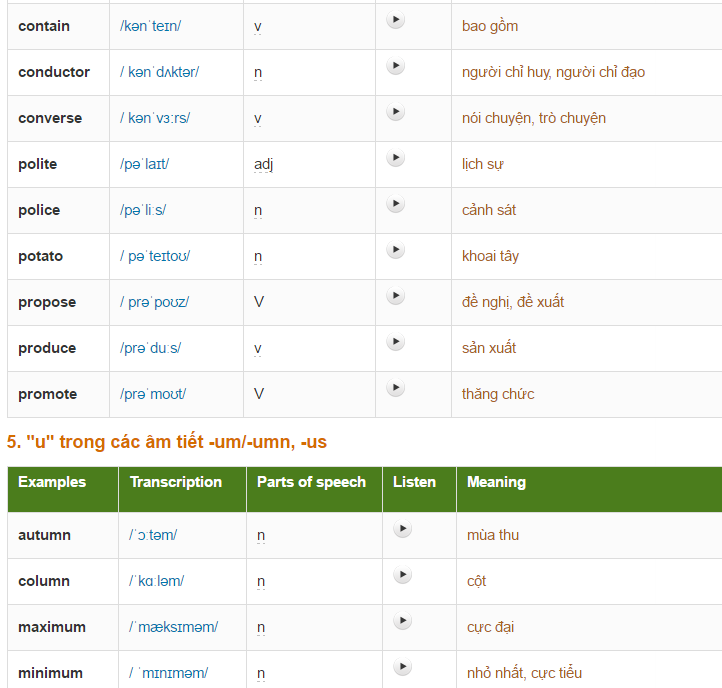 contain /kənˈteɪn/ v bao gồm
conductor / kənˈdʌktər/ n người chỉ huy, người chỉ đạo
converse / kənˈvɜːrs/ v nói chuyện, trò chuyện
polite /pəˈlaɪt/ adj lịch sự
police /pəˈliːs/ n cảnh sát
potato / pəˈteɪtoʊ/ n khoai tây
propose / prəˈpoʊz/ V đề nghị, đề xuất
produce /prəˈduːs/ v sản xuất
promote /prəˈmoʊt/ V thăng chức
5. "u" trong các âm tiết -um/-umn, -us
Examples Transcription Parts of speech Listen Meaning
autumn /ˈɔːtəm/ n mùa thu
column /ˈkɑːləm/ n cột
maximum /ˈmæksɪməm/ n cực đại
minimum / ˈmɪnɪməm/ n nhỏ nhất, cực tiểu